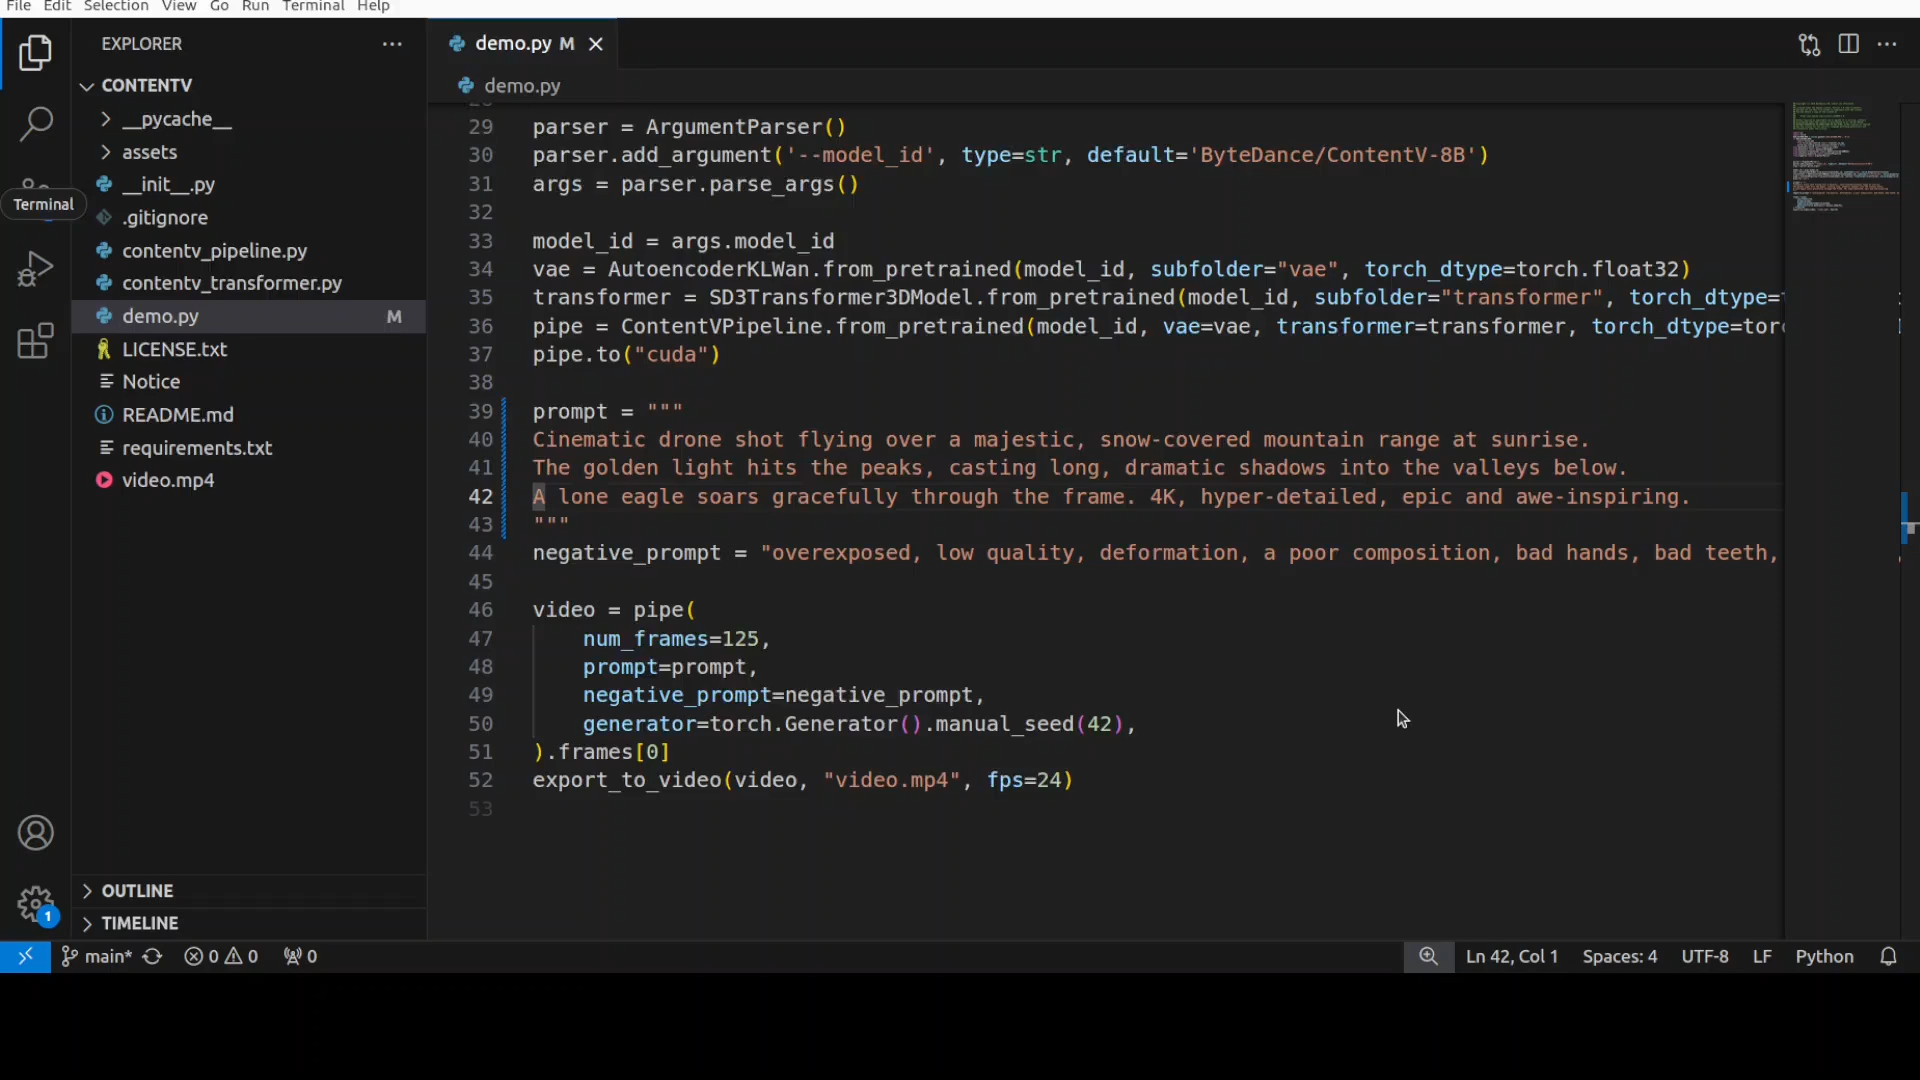 File Edit Selection View Go Run Terminal Help
EXPLORER
demo.py M
CONTENTV
demo.py
__pycache__
assets
__init__.py
Terminal
.gitignore
contentv_pipeline.py
contentv_transformer.py
demo.py M
LICENSE.txt
Notice
README.md
requirements.txt
video.mp4
OUTLINE
TIMELINE
29 parser = ArgumentParser()
30 parser.add_argument('--model_id', type=str, default='ByteDance/ContentV-8B')
31 args = parser.parse_args()
32
33 model_id = args.model_id
34 vae = AutoencoderKLWan.from_pretrained(model_id, subfolder="vae", torch_dtype=torch.float32)
35 transformer = SD3Transformer3DModel.from_pretrained(model_id, subfolder="transformer", torch_dtype=
36 pipe = ContentVPipeline.from_pretrained(model_id, vae=vae, transformer=transformer, torch_dtype=torc
37 pipe.to("cuda")
38
39 prompt = """
40 Cinematic drone shot flying over a majestic, snow-covered mountain range at sunrise.
41 The golden light hits the peaks, casting long, dramatic shadows into the valleys below.
42 A lone eagle soars gracefully through the frame. 4K, hyper-detailed, epic and awe-inspiring.
43 """
44 negative_prompt = "overexposed, low quality, deformation, a poor composition, bad hands, bad teeth,
45
46 video = pipe(
47 num_frames=125,
48 prompt=prompt,
49 negative_prompt=negative_prompt,
50 generator=torch.Generator().manual_seed(42),
51 ).frames[0]
52 export_to_video(video, "video.mp4", fps=24)
53
1
main* 0 0 0 Ln 42, Col 1 Spaces: 4 UTF-8 LF Python